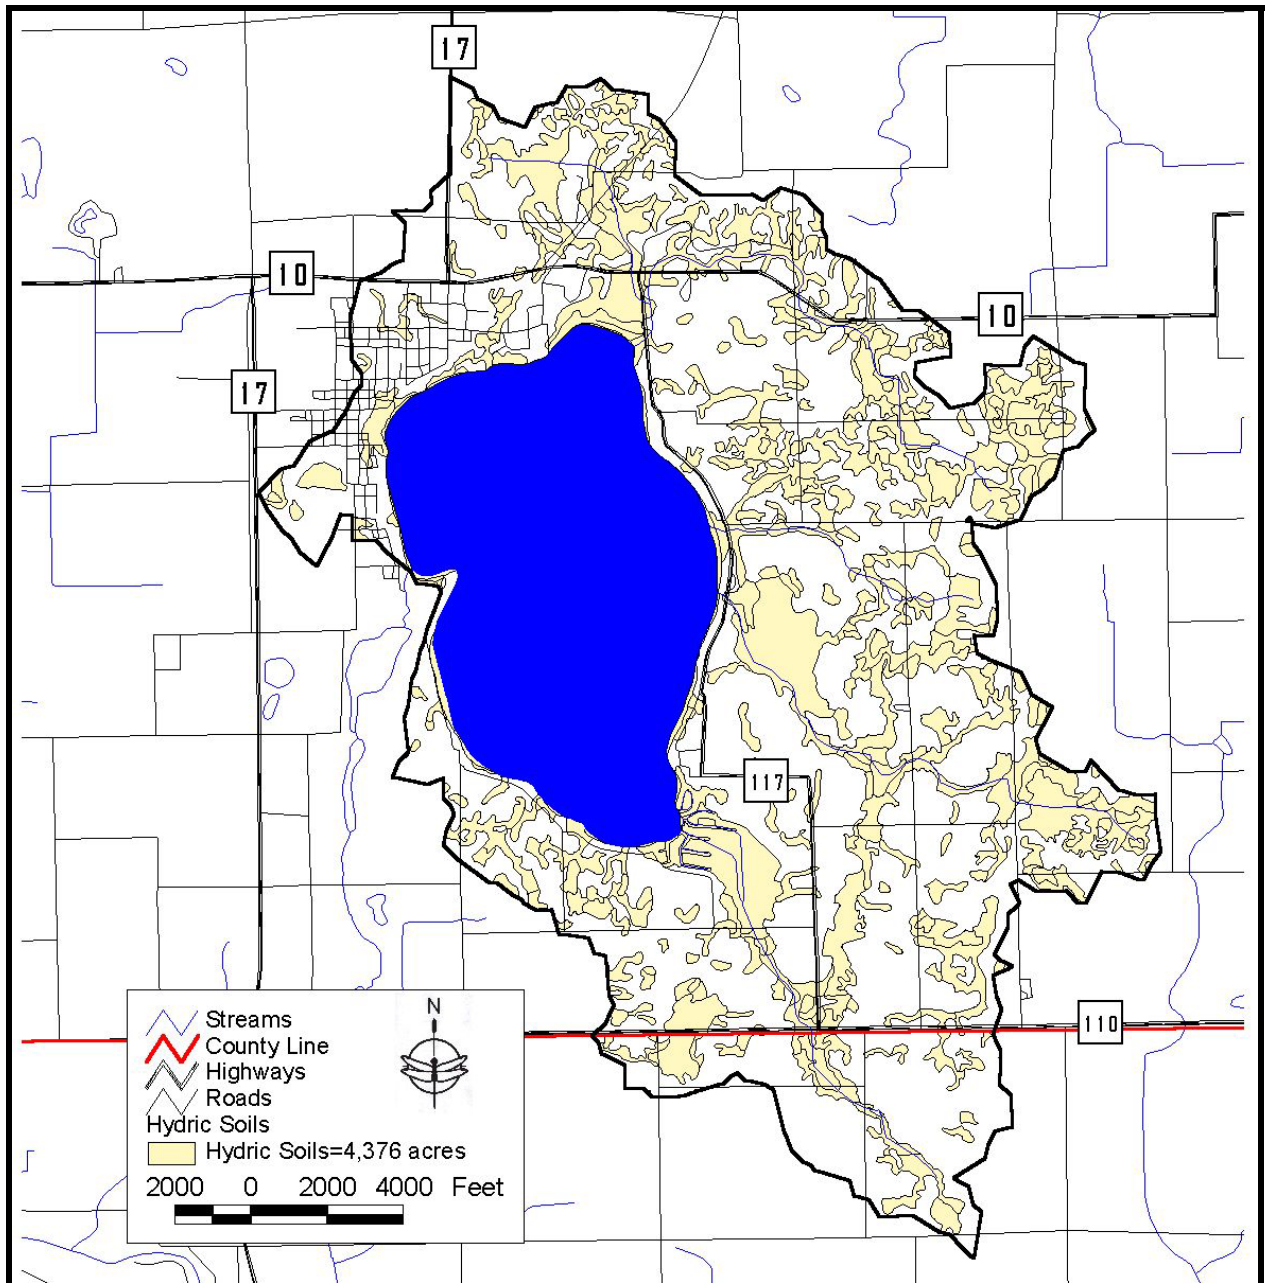 17
10
10
17
117
110
N
Streams
County Line
Highways
Roads
Hydric Soils
Hydric Soils=4,376 acres
2000 0 2000 4000 Feet